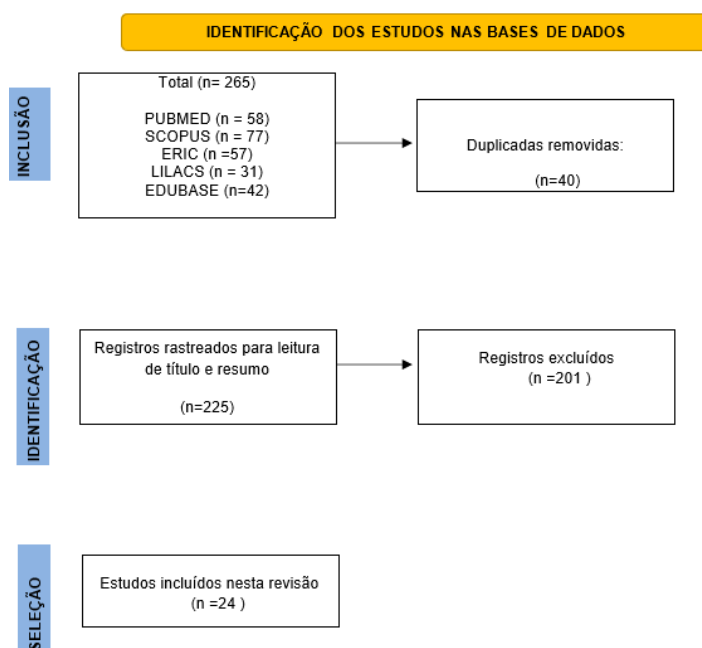 IDENTIFICAÇÃO DOS ESTUDOS NAS BASES DE DADOS
INCLUSÃO
Total (n= 265)
PUBMED (n = 58)
SCOPUS (n = 77)
ERIC (n =57)
LILACS (n = 31)
EDUBASE (n=42)
Duplicadas removidas:
(n=40)
IDENTIFICAÇÃO
Registros rastreados para leitura
de título e resumo
(n=225)
Registros excluídos
(n =201 )
SELEÇÃO
Estudos incluídos nesta revisão
(n =24 )